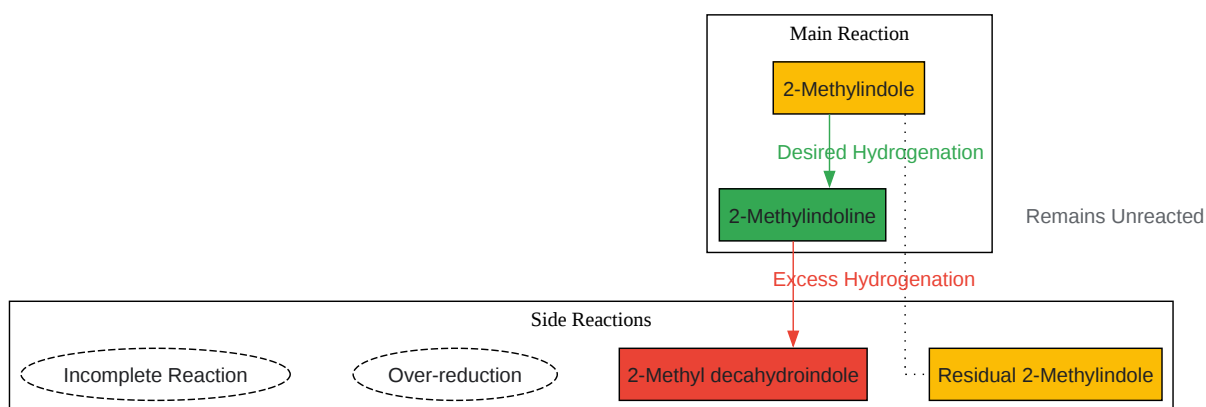 Main Reaction
2-Methylindole
Desired Hydrogenation
2-Methylindoline
Remains Unreacted
Excess Hydrogenation
Side Reactions
Incomplete Reaction
Over-reduction
2-Methyl decahydroindole
Residual 2-Methylindole